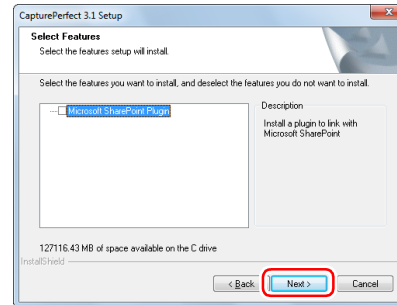 CapturePerfect 3.1 Setup
Select Features
Select the features setup will install.
Select the features you want to install, and deselect the features you do not want to install.
Microsoft SharePoint Plugin
Description
Install a plugin to link with
Microsoft SharePoint
127116.43 MB of space available on the C drive
InstallShield
< Back
Next >
Cancel